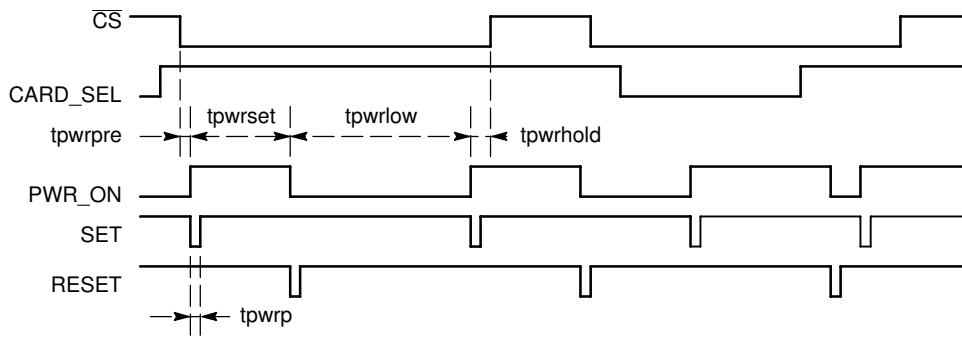 CS
CARD_SEL
tpwrset tpwrlow
tpwrpre tpwrhold
PWR_ON
SET
RESET
tpwrp